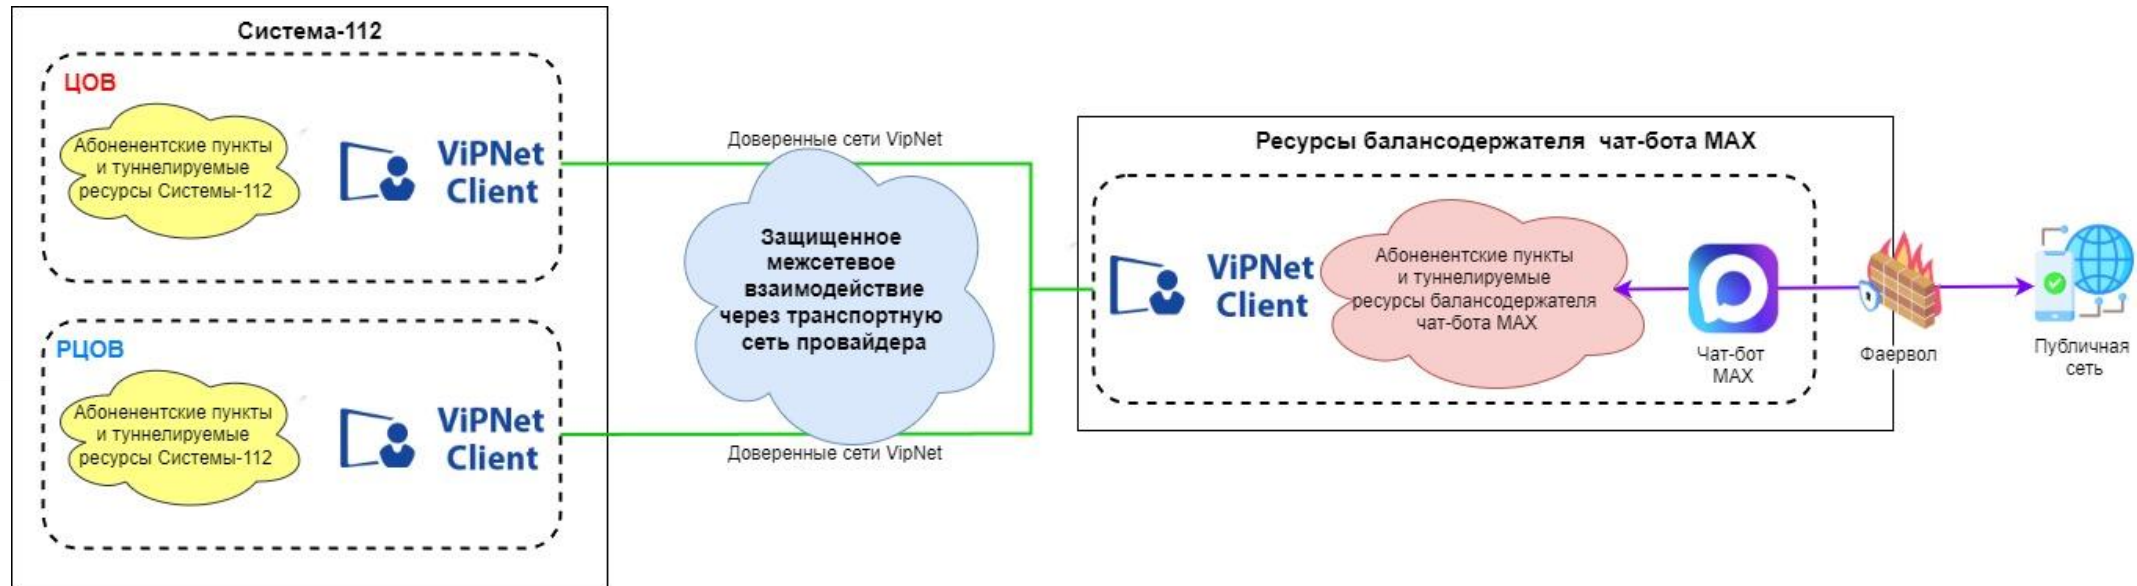 Система-112
ЦОВ
Абоненентские пункты
и туннелируемые
ресурсы Системы-112
ViPNet
Client
РЦОВ
Абоненентские пункты
и туннелируемые
ресурсы Системы-112
ViPNet
Client
Доверенные сети VipNet
Защищенное
межсетевое
взаимодействие
через транспортную
сеть провайдера
Доверенные сети VipNet
Ресурсы балансодержателя чат-бота MAX
ViPNet
Client
Абоненентские пункты
и туннелируемые
ресурсы балансодержателя
чат-бота MAX
Чат-бот
MAX
Фаервол
Публичная
сеть